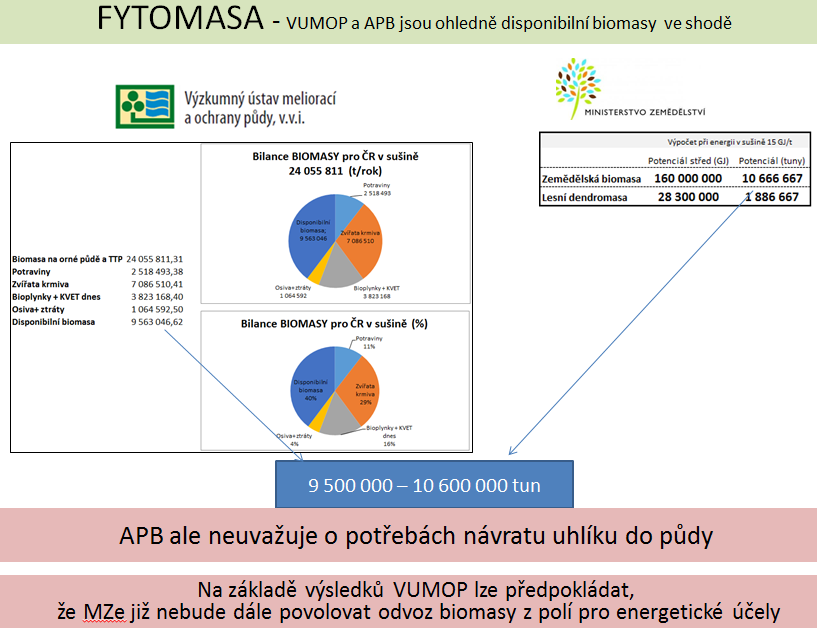 FYTOMASA - VUMOP a APB jsou ohledně disponibilní biomasy ve shodě
Výzkumný ústav meliorací
a ochrany půdy, v.v.i.
MINISTERSTVO ZEMĚDĚLSTVÍ
Výpočet při energii v sušině 15 GJ/t
Potenciál střed (GJ) Potenciál (tuny)
Zemědělská biomasa 160 000 000 10 666 667
Lesní dendromasa 28 300 000 1 886 667
Biomasa na orné půdě a TTP 24 055 811,31
Potraviny 2 518 493,38
Zvířata krmiva 7 086 510,41
Bioplynky + KVET dnes 3 823 168,40
Osiva+ ztráty 1 064 592,50
Disponibilní biomasa 9 563 046,62
Bilance BIOMASY pro ČR v sušině
24 055 811 (t/rok)
Potraviny
2 518 493
Disponibilní
biomasa;
9 563 046
Zvířata krmiva
7 086 510
Osiva+ztráty
1 064 592
Bioplynky + KVET
3 823 168
Bilance BIOMASY pro ČR v sušině (%)
Potraviny
11%
Disponibilní
biomasa
40%
Zvířata
krmiva
29%
Osiva+ztráty
4%
Bioplynky + KVET
dnes
16%
9 500 000 – 10 600 000 tun
APB ale neuvažuje o potřebách návratu uhlíku do půdy
Na základě výsledků VUMOP lze předpokládat,
že MZe již nebude dále povolovat odvoz biomasy z polí pro energetické účely